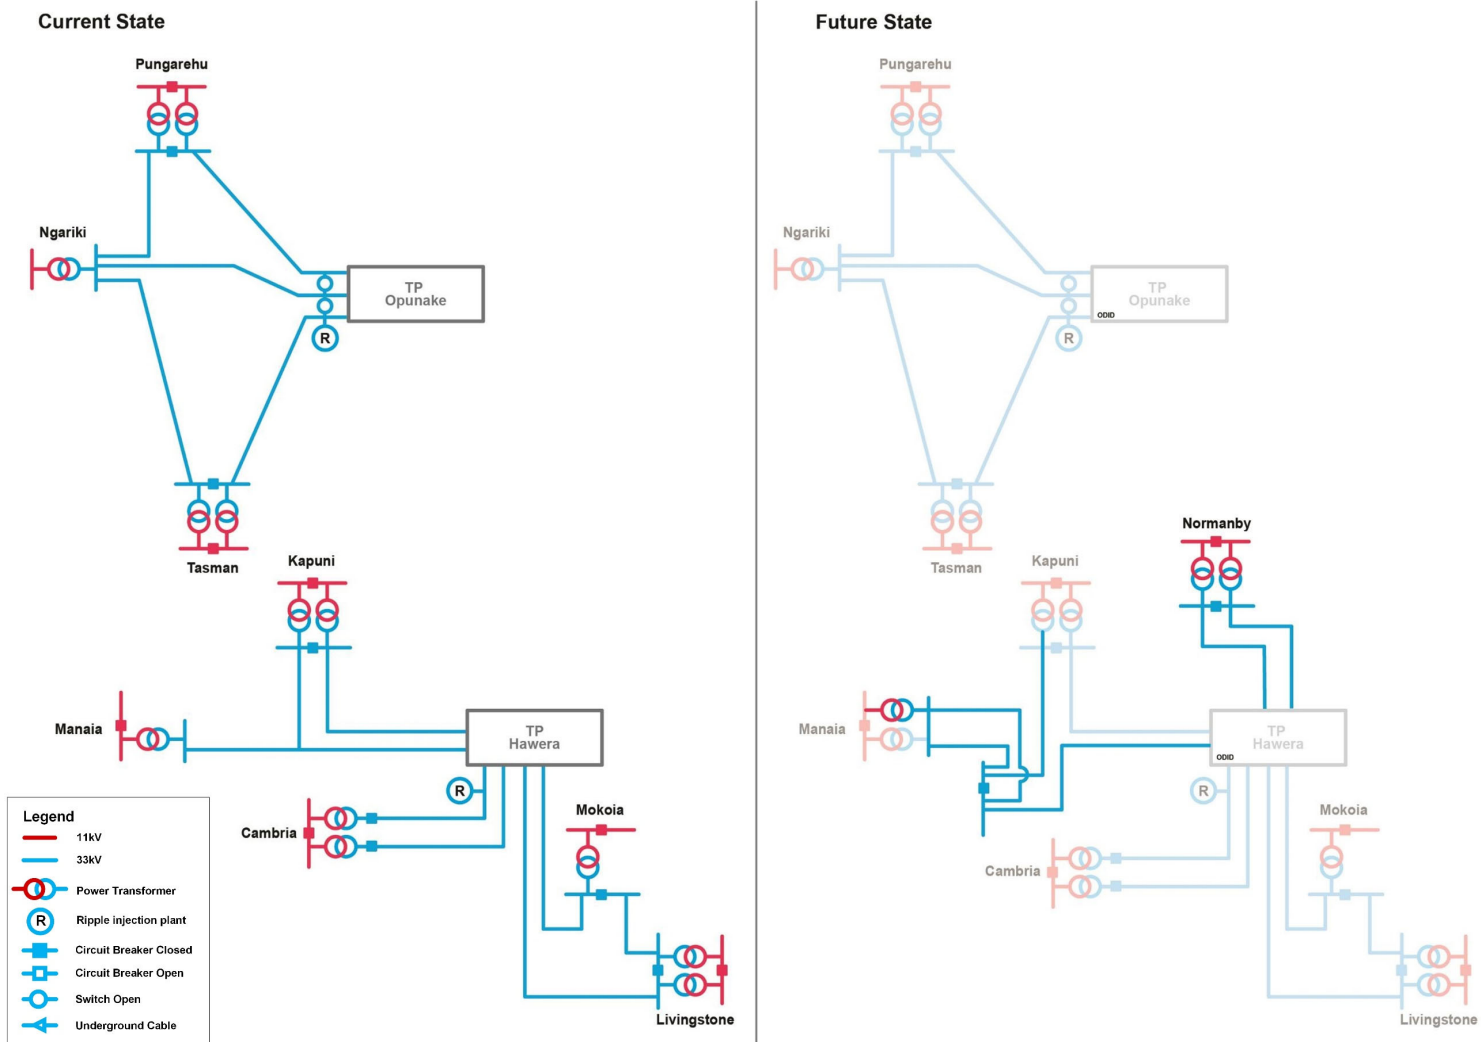 Current State
Pungarehu
Ngariki
TP
Opunake
R
Tasman
Kapuni
Manaia
TP
Hawera
R
Cambria
Mokoia
Livingstone
Legend
11kV
33kV
Power Transformer
R
Ripple injection plant
Circuit Breaker Closed
Circuit Breaker Open
Switch Open
Underground Cable
Future State
Pungarehu
Ngariki
TP
Opunake
ODID
R
Tasman
Kapuni
Normanby
Manaia
TP
Hawera
ODID
R
Cambria
Mokoia
Livingstone